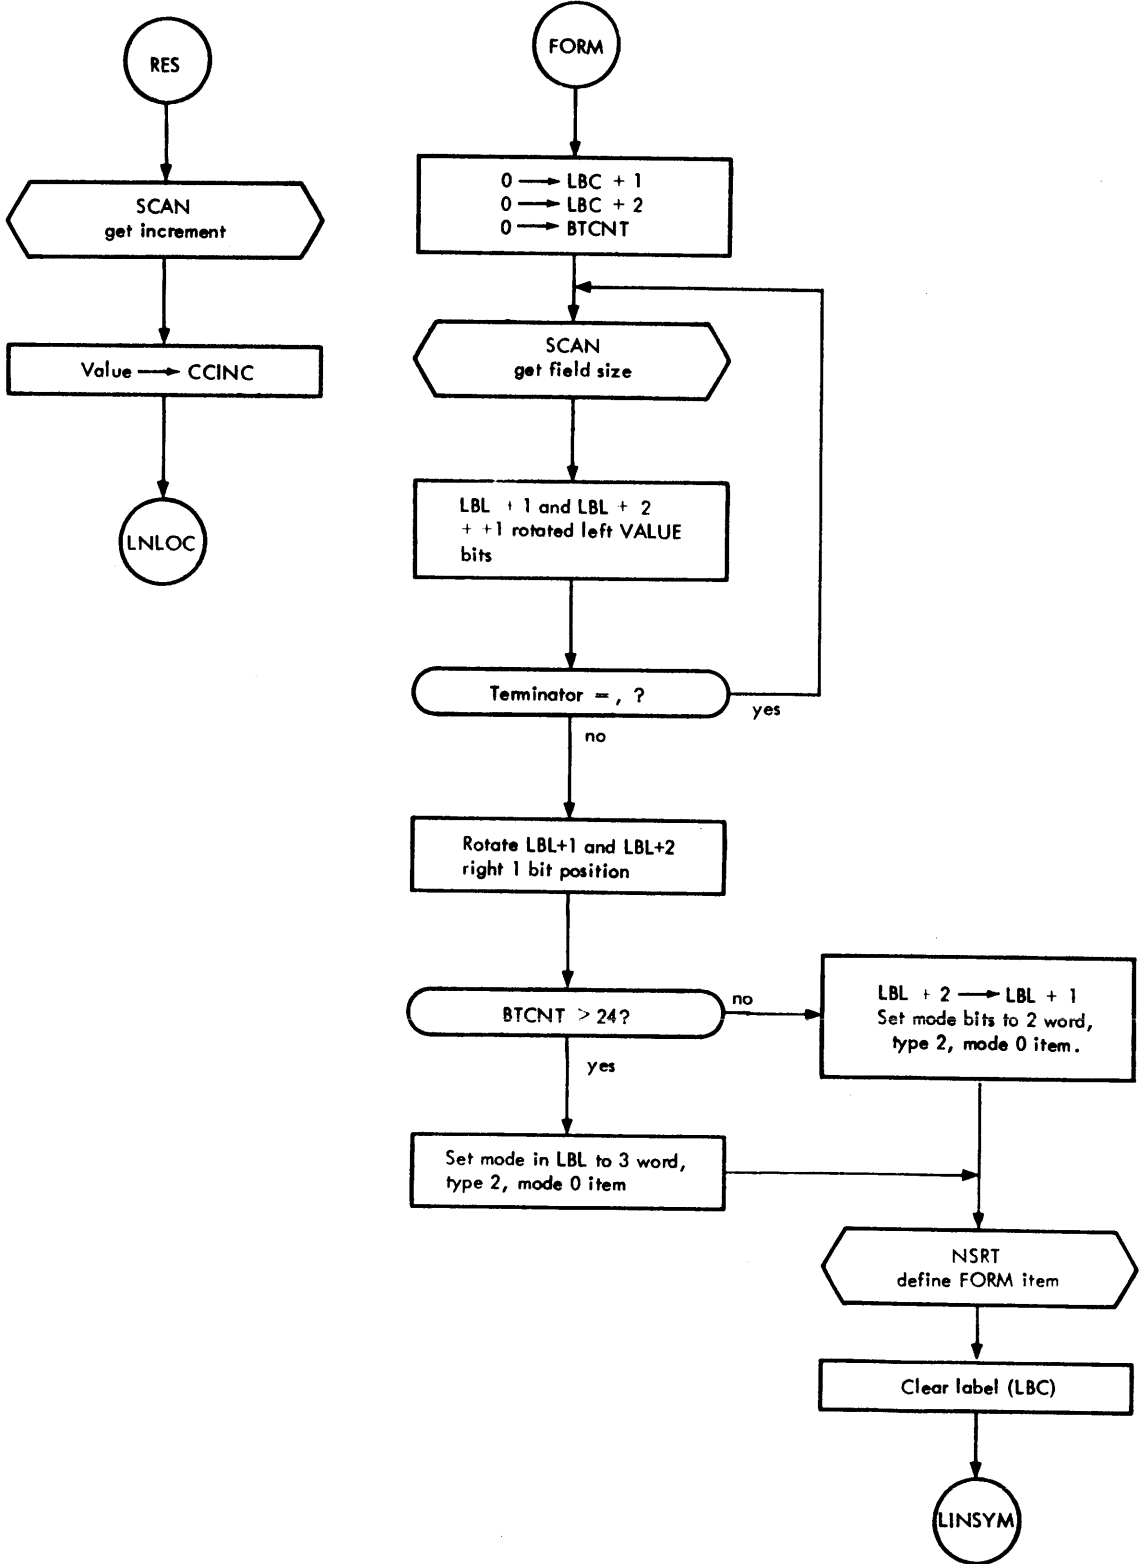 RES
SCAN
get increment
Value → CCINC
LNLOC
FORM
0 → LBC + 1
0 → LBC + 2
0 → BTCNT
SCAN
get field size
LBL + 1 and LBL + 2
+ +1 rotated left VALUE
bits
Terminator = , ?
yes
no
Rotate LBL+1 and LBL+2
right 1 bit position
BTCNT > 24?
no
yes
LBL + 2 → LBL + 1
Set mode bits to 2 word,
type 2, mode 0 item.
Set mode in LBL to 3 word,
type 2, mode 0 item
NSRT
define FORM item
Clear label (LBC)
LINSYM